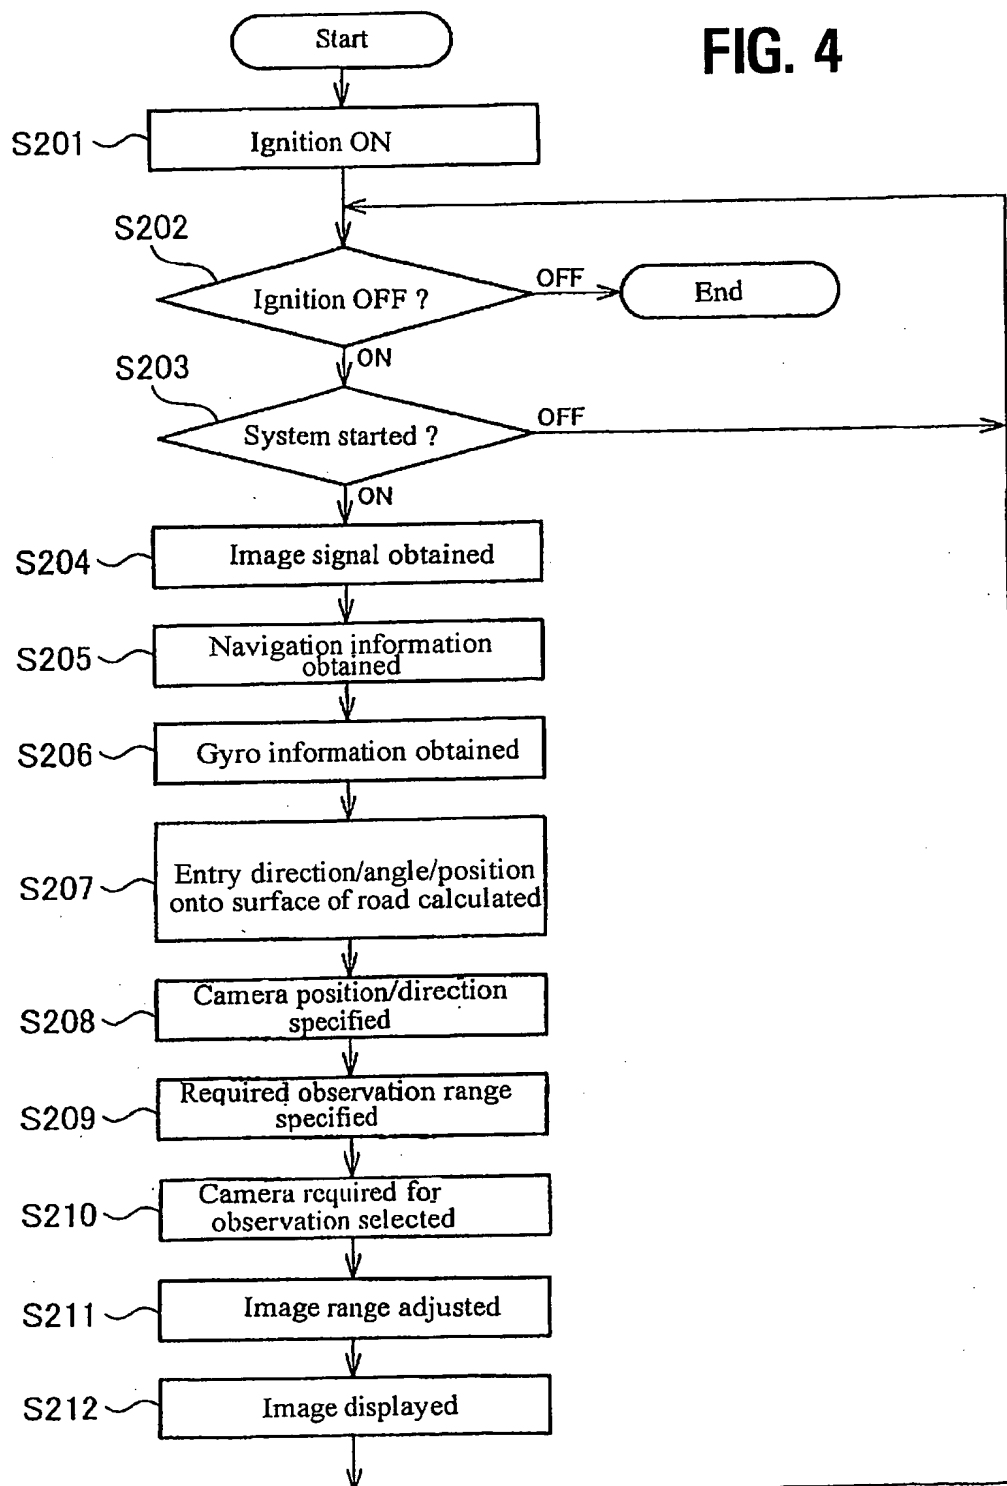 Start
FIG. 4
S201
Ignition ON
S202
Ignition OFF ?
OFF
End
ON
S203
System started ?
OFF
ON
S204
Image signal obtained
S205
Navigation information
obtained
S206
Gyro information obtained
S207
Entry direction/angle/position
onto surface of road calculated
S208
Camera position/direction
specified
S209
Required observation range
specified
S210
Camera required for
observation selected
S211
Image range adjusted
S212
Image displayed